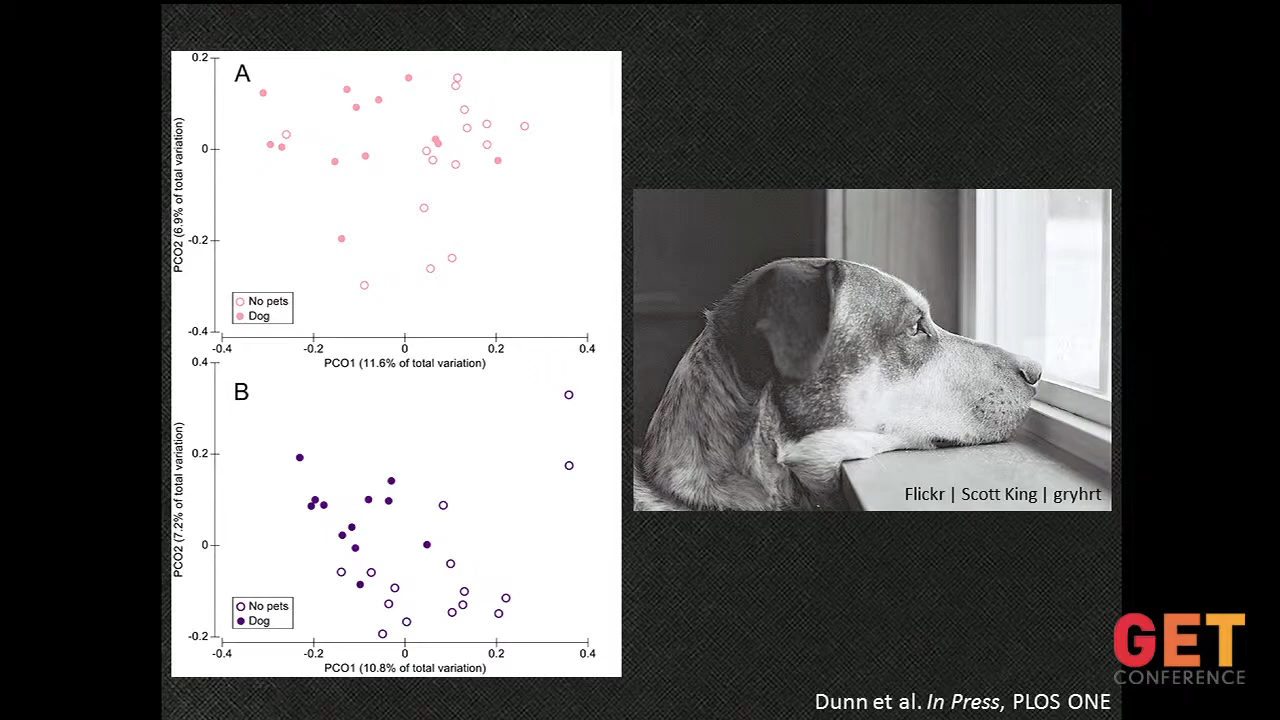 A
0.2
0
-0.2
-0.4
PCO2 (6.9% of total variation)
No pets
Dog
-0.4 -0.2 0 0.2 0.4
PCO1 (11.6% of total variation)
B
0.4
0.2
0
-0.2
PCO2 (7.2% of total variation)
No pets
Dog
-0.4 -0.2 0 0.2 0.4
PCO1 (10.8% of total variation)
Flickr | Scott King | gryhrt
GET
CONFERENCE
Dunn et al. In Press, PLOS ONE